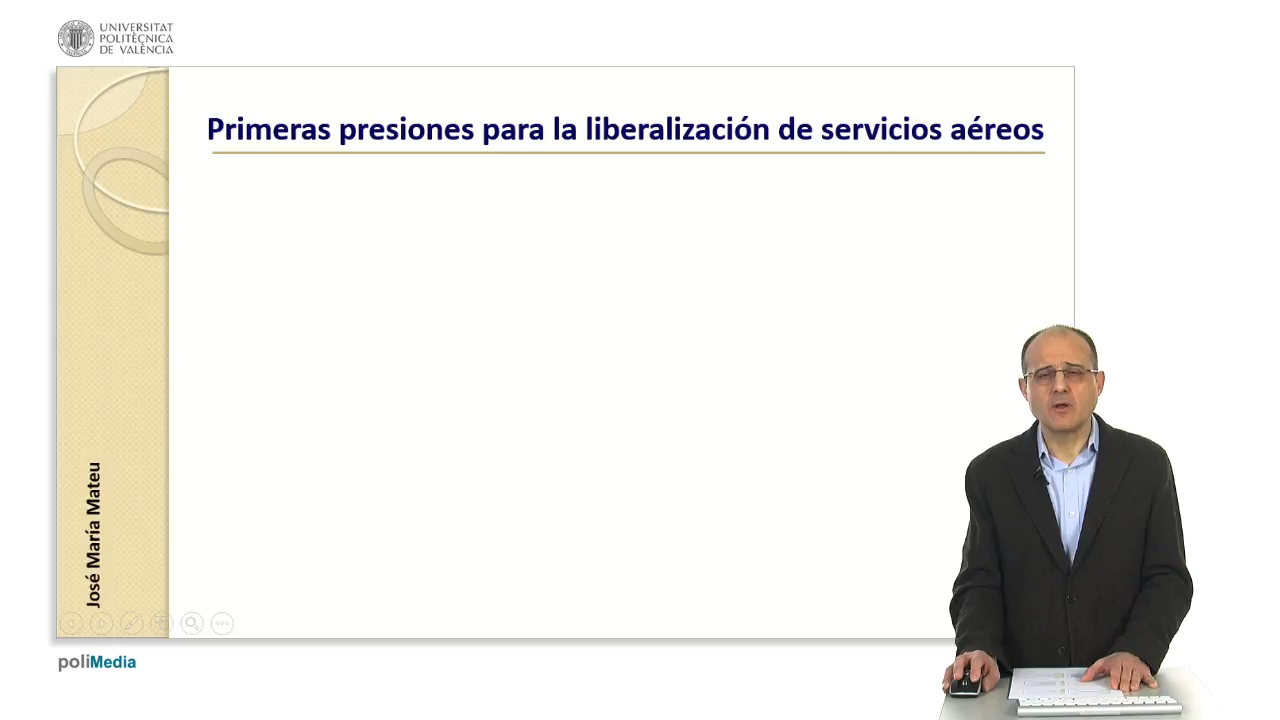 UNIVERSITAT
POLITÈCNICA
DE VALÈNCIA
Primeras presiones para la liberalización de servicios aéreos
José María Mateu
poliMedia